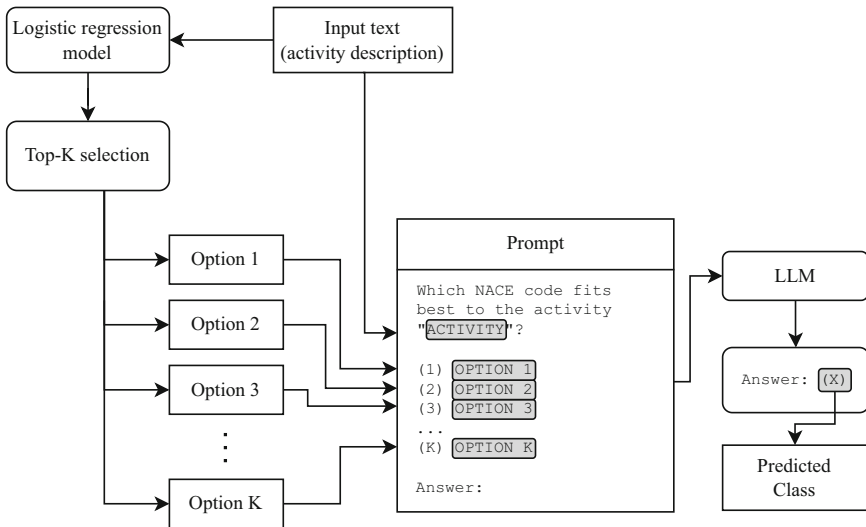 Logistic regression
model
Input text
(activity description)
Top-K selection
Option 1
Option 2
Option 3
Option K
Prompt
Which NACE code fits
best to the activity
"ACTIVITY"?
(1) OPTION 1
(2) OPTION 2
(3) OPTION 3
...
(K) OPTION K
Answer:
LLM
Answer: (X)
Predicted
Class